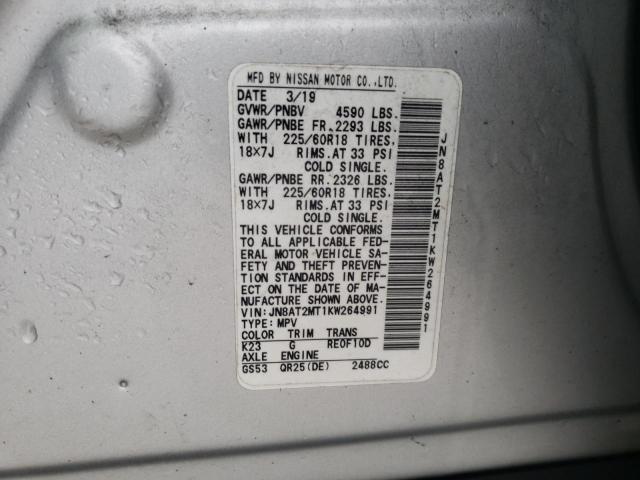 MFD BY NISSAN MOTOR CO.,LTD.
DATE 3/19
GVWR/PNBV 4590 LBS.
GAWR/PNBE FR.2293 LBS.
WITH 225/60R18 TIRES,
18X7J RIMS.AT 33 PSI
COLD SINGLE.
GAWR/PNBE RR.2326 LBS.
WITH 225/60R18 TIRES,
18X7J RIMS.AT 33 PSI
COLD SINGLE.
THIS VEHICLE CONFORMS
TO ALL APPLICABLE FED-
ERAL MOTOR VEHICLE SA-
FETY AND THEFT PREVEN-
TION STANDARDS IN EFF-
ECT ON THE DATE OF MA-
NUFACTURE SHOWN ABOVE.
VIN:JN8AT2MT1KW264991
TYPE:MPV
COLOR TRIM TRANS
K23 G RE0F10D
AXLE ENGINE
GS53 QR25(DE) 2488CC
JN8AT2MT1KW264991